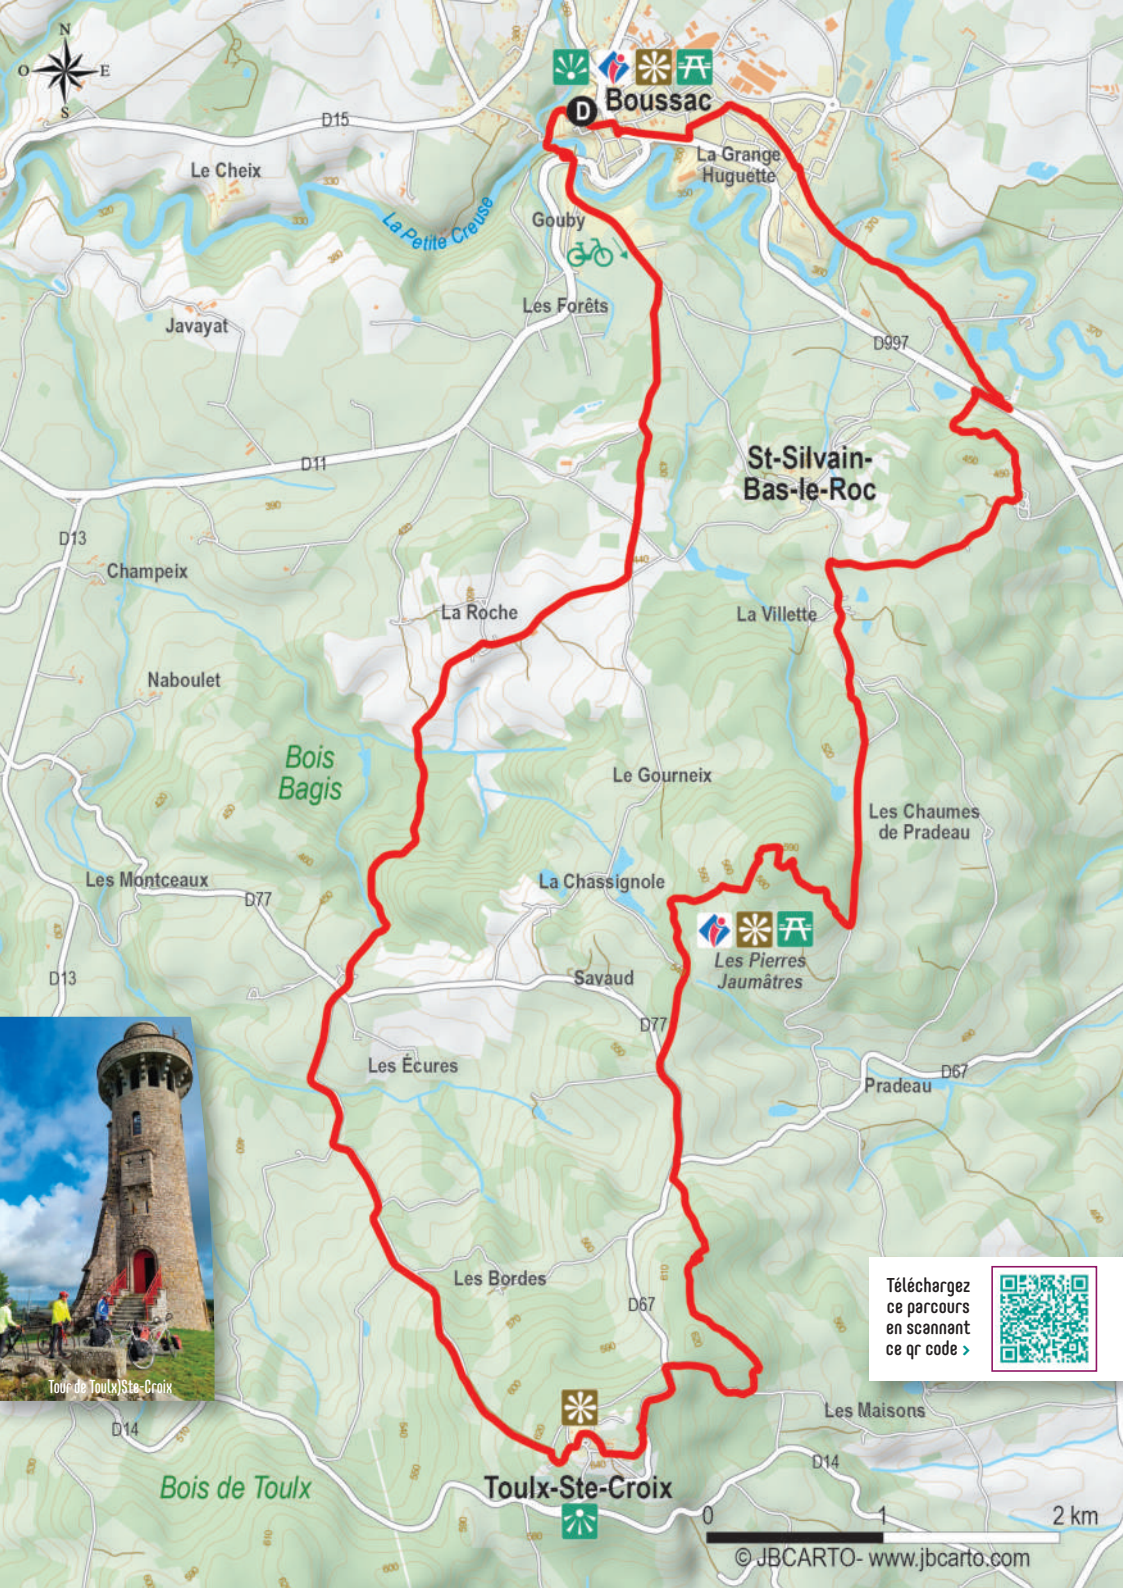 N
O
E
S
D15
D
Boussac
Le Cheix
La Grange
Huguette
La Petite Creuse
Gouby
Les Forêts
Javayat
D997
D11
St-Silvain-
Bas-le-Roc
D13
Champeix
La Roche
La Villette
Naboulet
Bois
Bagis
Le Gourneix
Les Chaumes
de Pradeau
Les Montceaux
D77
La Chassignole
Les Pierres
Jaumâtres
D13
Savaud
D77
Les Écures
D67
Pradeau
Les Bordes
D67
Téléchargez
ce parcours
en scannant
ce qr code >
Tour de Toulx)Ste-Croix
D14
Les Maisons
D14
Bois de Toulx
Toulx-Ste-Croix
0 1 2 km
© JBCARTO- www.jbcarto.com